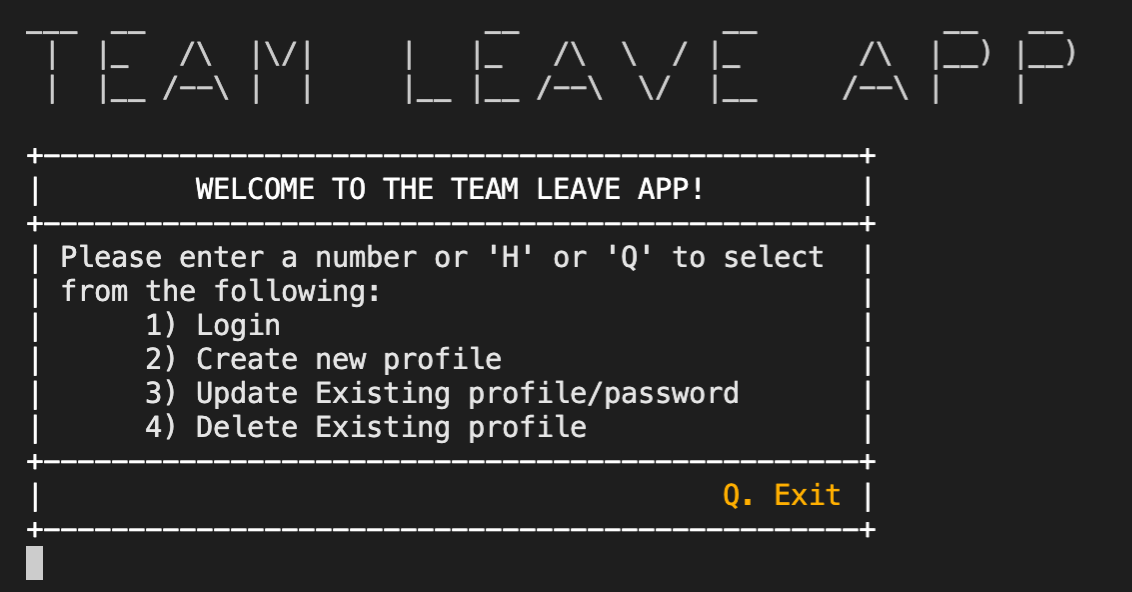 TEAM LEAVE APP
WELCOME TO THE TEAM LEAVE APP!
Please enter a number or 'H' or 'Q' to select
from the following:
1) Login
2) Create new profile
3) Update Existing profile/password
4) Delete Existing profile
Q. Exit